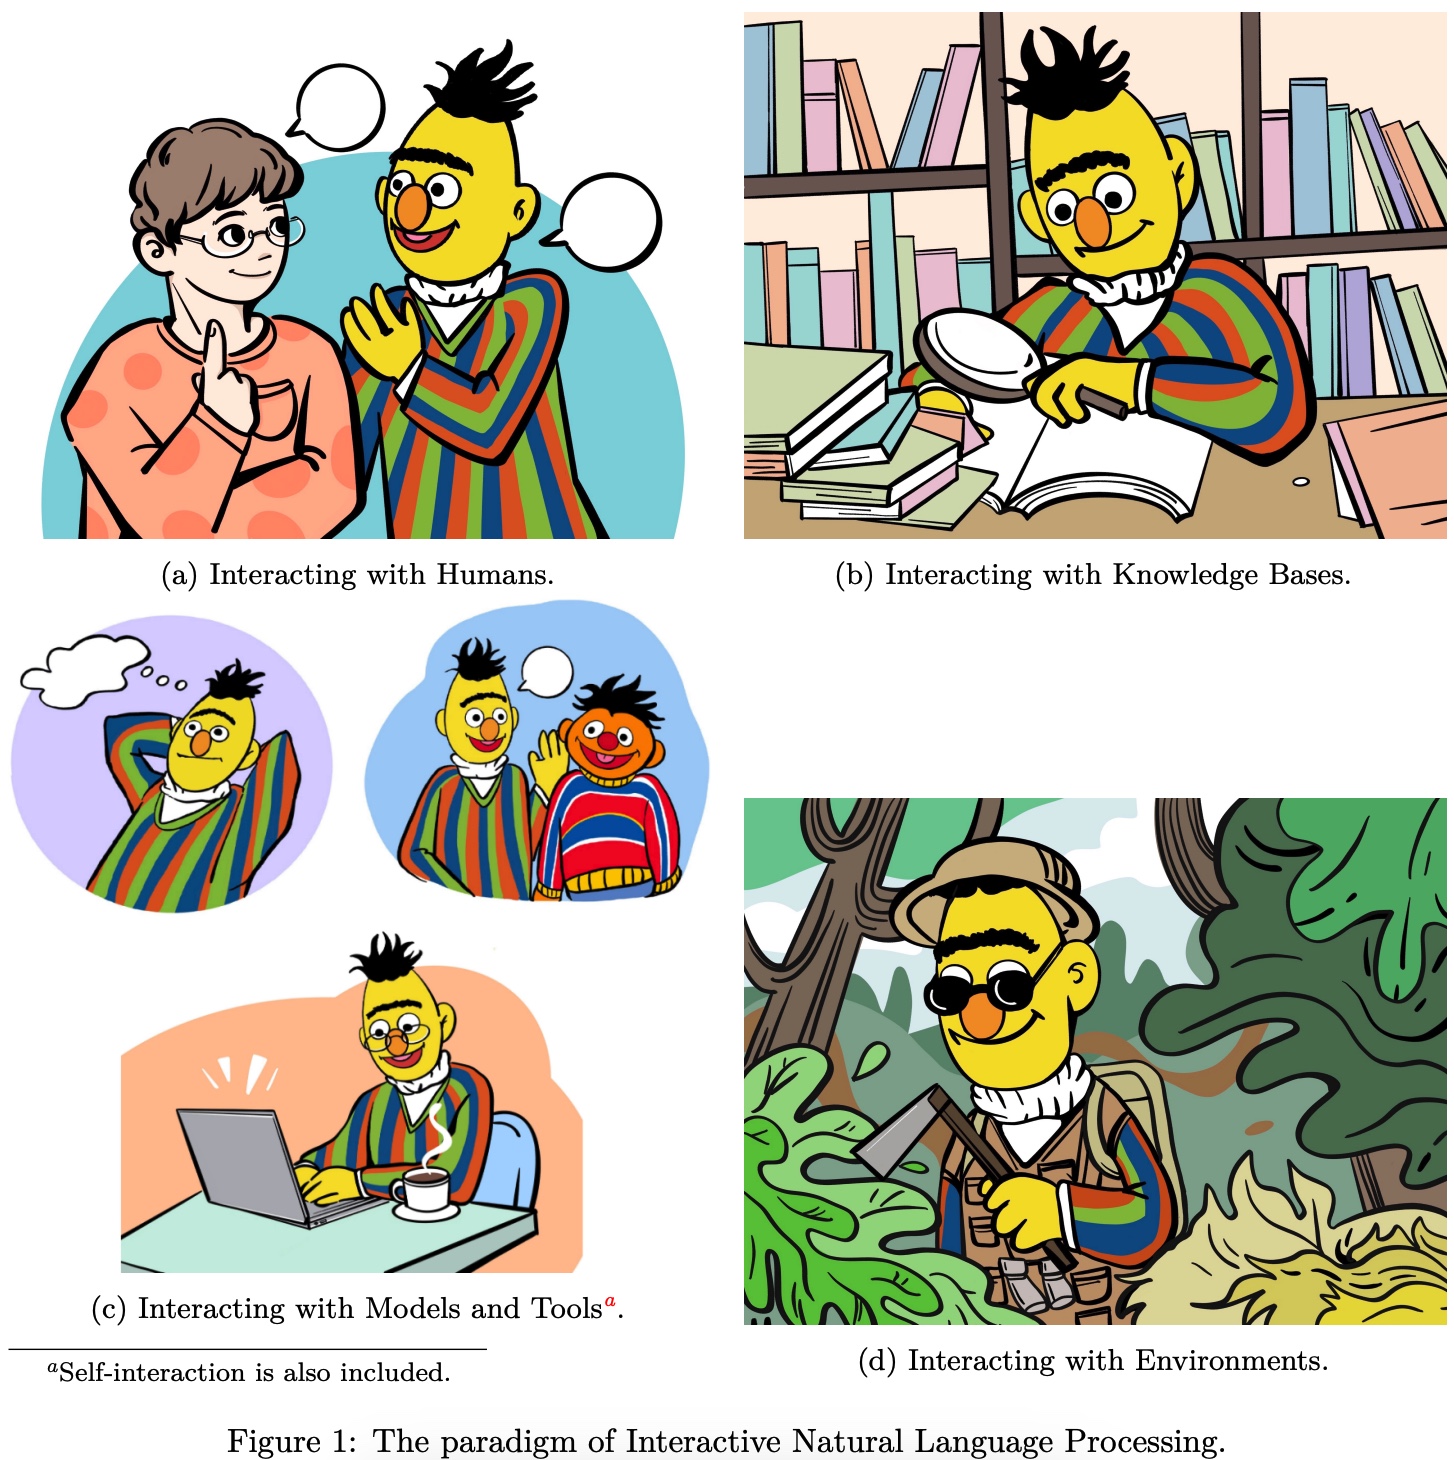 (a) Interacting with Humans.
(b) Interacting with Knowledge Bases.
(c) Interacting with Models and Toolsᵃ.
ᵃSelf-interaction is also included.
(d) Interacting with Environments.
Figure 1: The paradigm of Interactive Natural Language Processing.